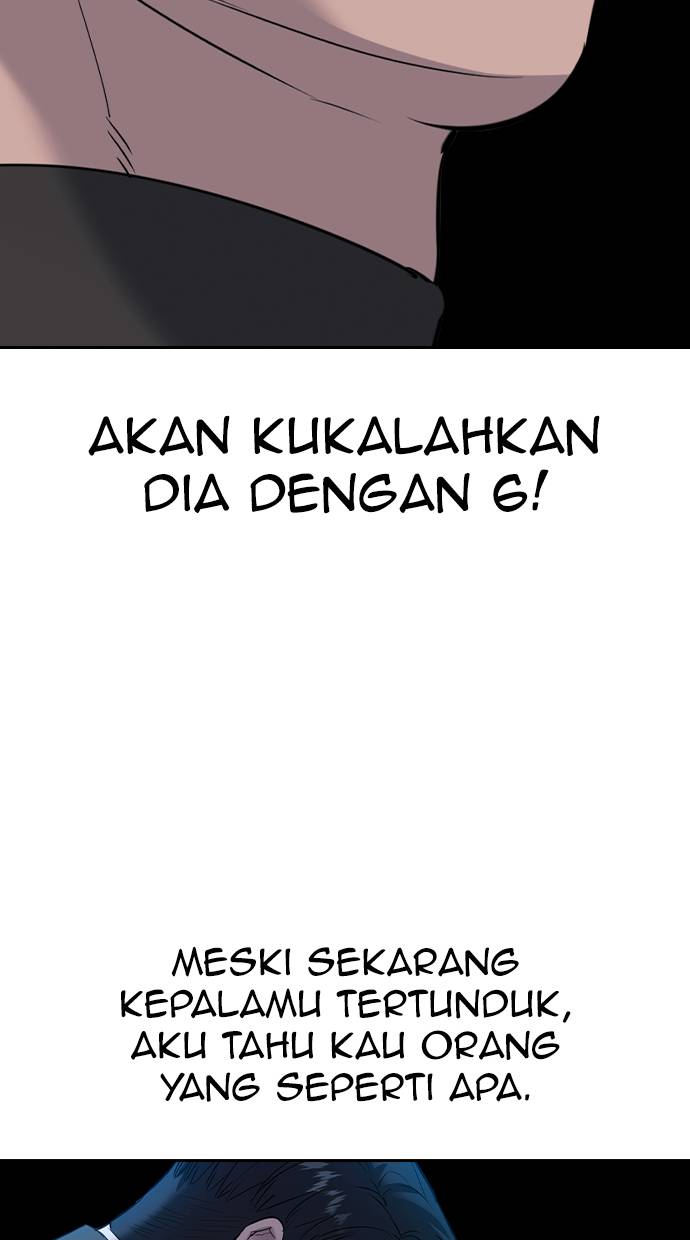 AKAN KUKALAHKAN
DIA DENGAN 6!
MESKI SEKARANG
KEPALAMU TERTUNDUK,
AKU TAHU KAU ORANG
YANG SEPERTI APA.